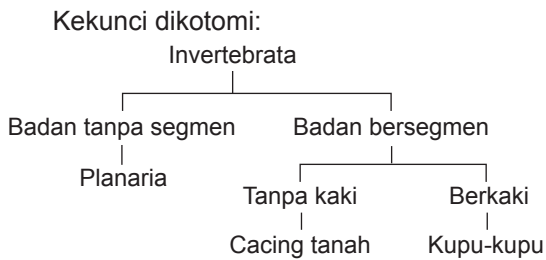 Kekunci dikotomi:
Invertebrata
Badan tanpa segmen Badan bersegmen
Planaria
Tanpa kaki Berkaki
Cacing tanah Kupu-kupu